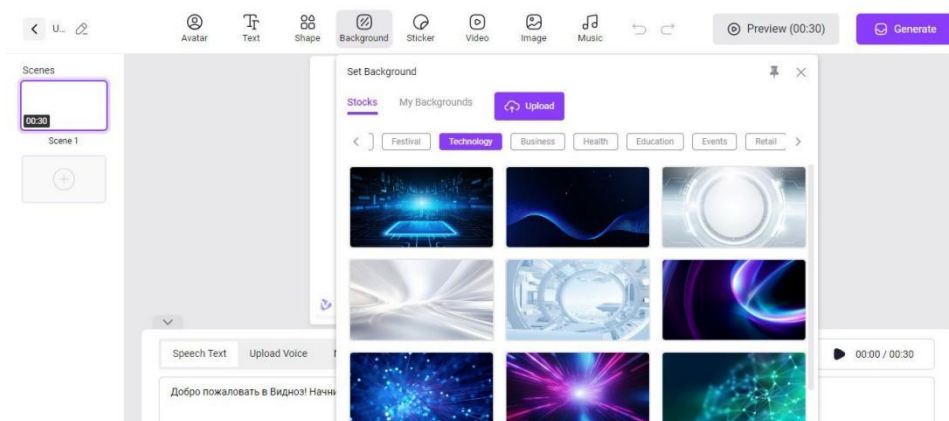 U...
Avatar
Text
Shape
Background
Sticker
Video
Image
Music
Preview (00:30)
Generate
Scenes
00:30
Scene 1
Set Background
Stocks
My Backgrounds
Upload
Festival
Technology
Business
Health
Education
Events
Retail
Speech Text
Upload Voice
00:00 / 00:30
Добро пожаловать в Видноз! Начни